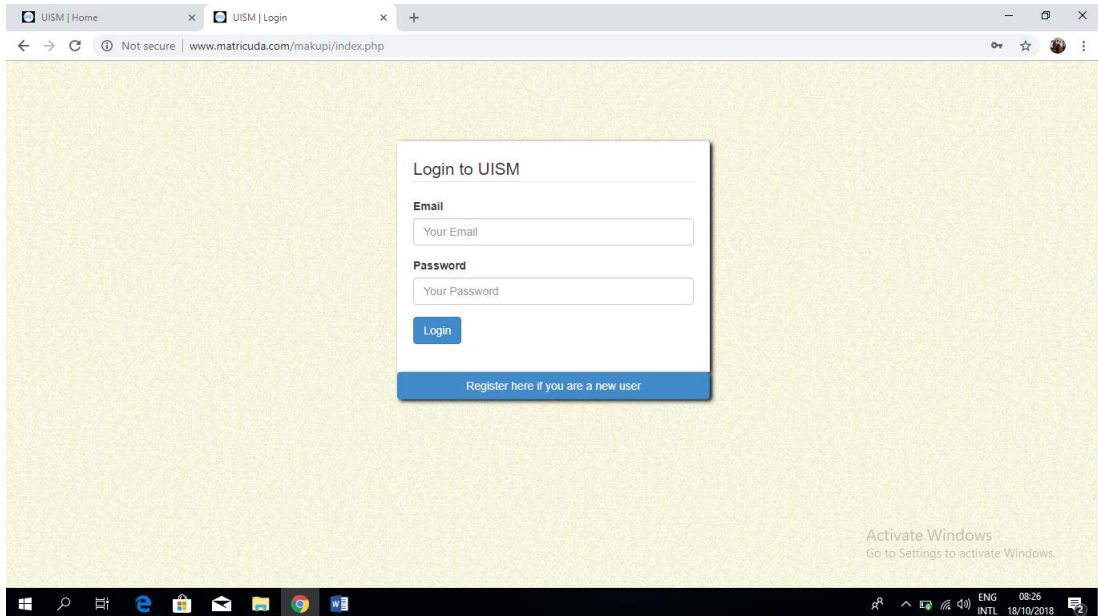 UISM | Home
UISM | Login
Not secure | www.matricuda.com/makupi/index.php
Login to UISM
Email
Your Email
Password
Your Password
Login
Register here if you are a new user
Activate Windows
Go to Settings to activate Windows.
ENG 08:26
INTL 18/10/2018
2